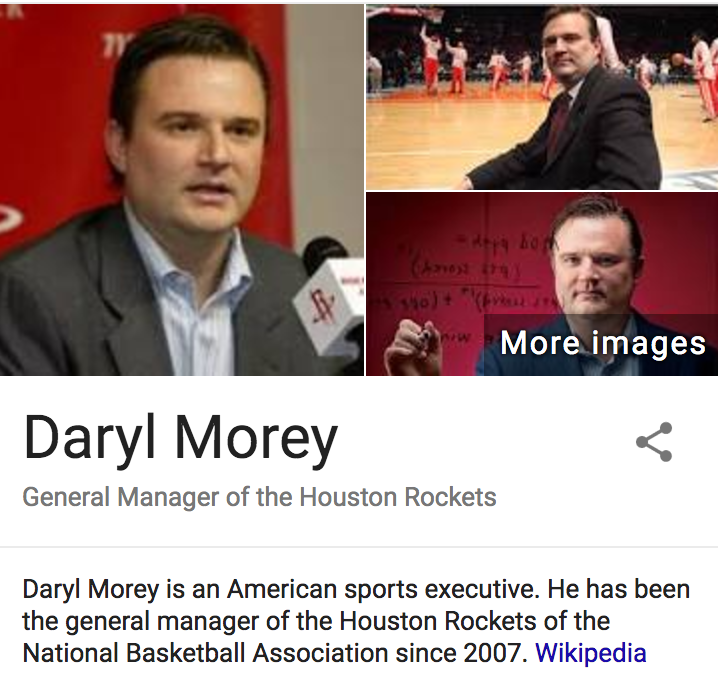 More images
Daryl Morey
General Manager of the Houston Rockets
Daryl Morey is an American sports executive. He has been
the general manager of the Houston Rockets of the
National Basketball Association since 2007. Wikipedia